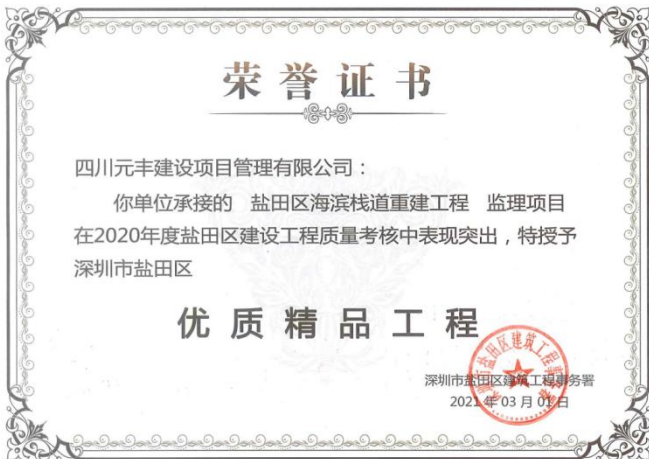 荣誉证书
四川元丰建设项目管理有限公司：
你单位承接的 盐田区海滨栈道重建工程 监理项目
在2020年度盐田区建设工程质量考核中表现突出，特授予
深圳市盐田区
优质精品工程
深圳市盐田区建筑工程事务署
2021年03月01日